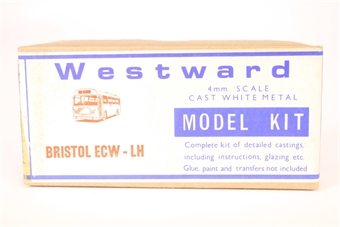 Westward
4mm. SCALE
CAST WHITE METAL
MODEL KIT
BRISTOL ECW - LH
Complete kit of detailed castings,
including instructions, glazing etc.
Glue, paint and transfers not included